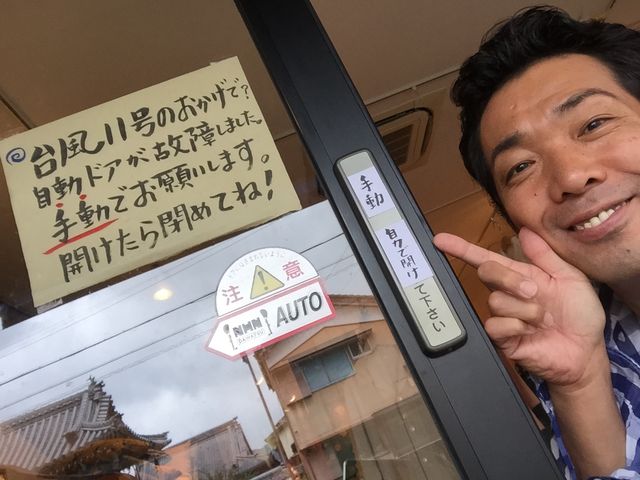 台風11号のおかげで?
自動ドアが故障しました。
手動でお願いします。
開けたら閉めてね!
手動
自力で開け
て下さい
注意
AUTO